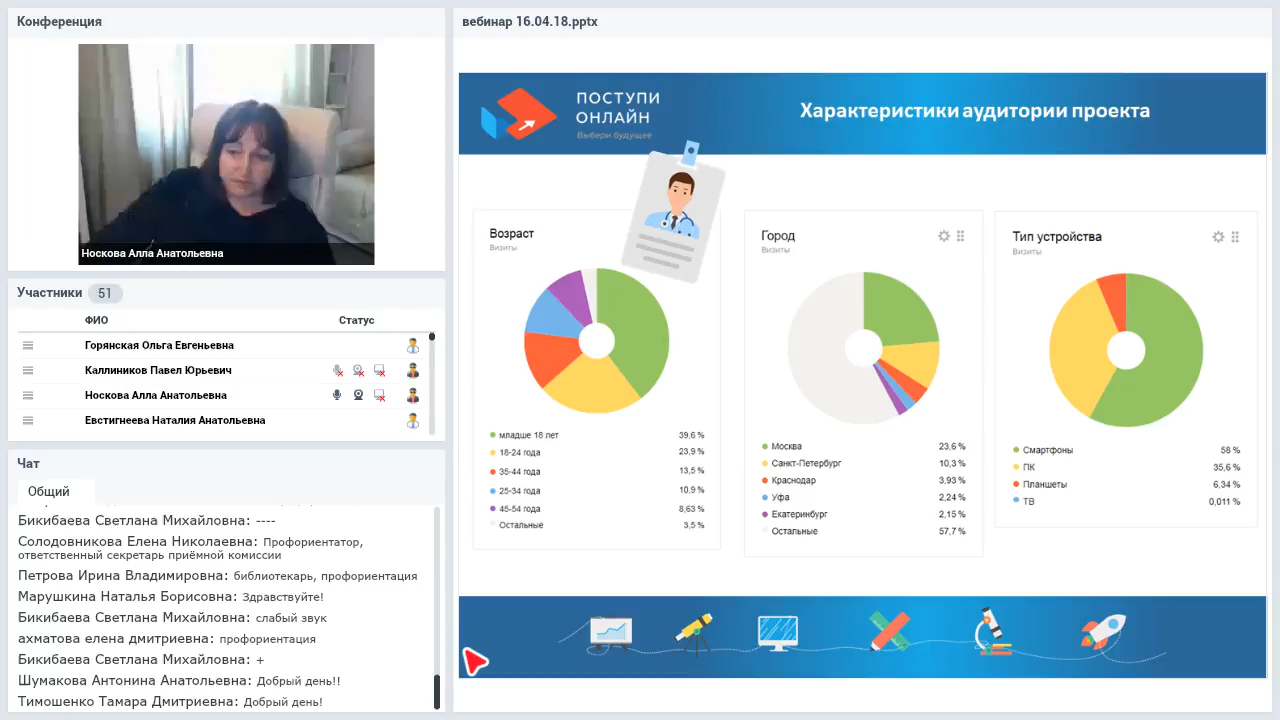 Конференция
Носкова Алла Анатольевна
Участники 51
ФИО Статус
Горянская Ольга Евгеньевна
Каллиников Павел Юрьевич
Носкова Алла Анатольевна
Евстигнеева Наталия Анатольевна
Чат
Общий
Бикибаева Светлана Михайловна: ----
Солодовникова Елена Николаевна: Профориентатор,
ответственный секретарь приёмной комиссии
Петрова Ирина Владимировна: библиотекарь, профориентация
Марушкина Наталья Борисовна: Здравствуйте!
Бикибаева Светлана Михайловна: слабый звук
ахматова елена дмитриевна: профориентация
Бикибаева Светлана Михайловна: +
Шумакова Антонина Анатольевна: Добрый день!!
Тимошенко Тамара Дмитриевна: Добрый день!
вебинар 16.04.18.pptx
ПОСТУПИ
ОНЛАЙН
Выбери будущее
Характеристики аудитории проекта
Возраст
Визиты
младше 18 лет 39,6 %
18-24 года 23,9 %
35-44 года 13,5 %
25-34 года 10.9 %
45-54 года 8,63 %
Остальные 3,5 %
Город
Визиты
Москва 23,6 %
Санкт-Петербург 10,3 %
Краснодар 3,93 %
Уфа 2,24 %
Екатеринбург 2,15 %
Остальные 57,7 %
Тип устройства
Визиты
Смартфоны 58 %
ПК 35,6 %
Планшеты 6,34 %
ТВ 0,011 %